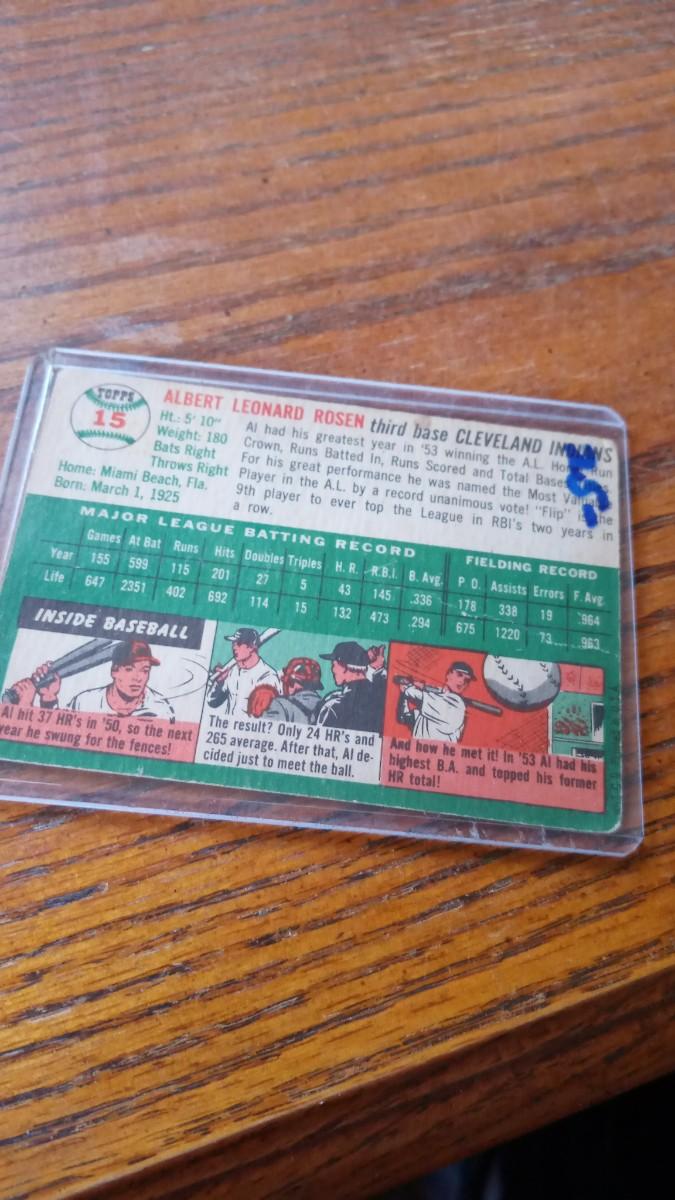 TOPPS
15
ALBERT LEONARD ROSEN third base CLEVELAND INDIANS
Ht.: 5' 10"
Weight: 180
Bats Right
Throws Right
Home: Miami Beach, Fla.
Born: March 1, 1925
Al had his greatest year in '53 winning the A.L. Home Run
Crown, Runs Batted In, Runs Scored and Total Bases
For his great performance he was named the Most Valuable
Player in the A.L. by a record unanimous vote! "Flip" is the
9th player to ever top the League in RBI's two years in
a row.
MAJOR LEAGUE BATTING RECORD
FIELDING RECORD
Games At Bat Runs Hits Doubles Triples H. R. R.B.I. B. Avg. P. O. Assists Errors F. Avg.
Year 155 599 115 201 27 5 43 145 .336 178 338 19 .964
Life 647 2351 402 692 114 15 132 473 .294 675 1220 73 .963
INSIDE BASEBALL
Al hit 37 HR's in '50, so the next
year he swung for the fences!
The result? Only 24 HR's and
265 average. After that, Al de-
cided just to meet the ball.
And how he met it! In '53 Al had his
highest B.A. and topped his former
HR total!